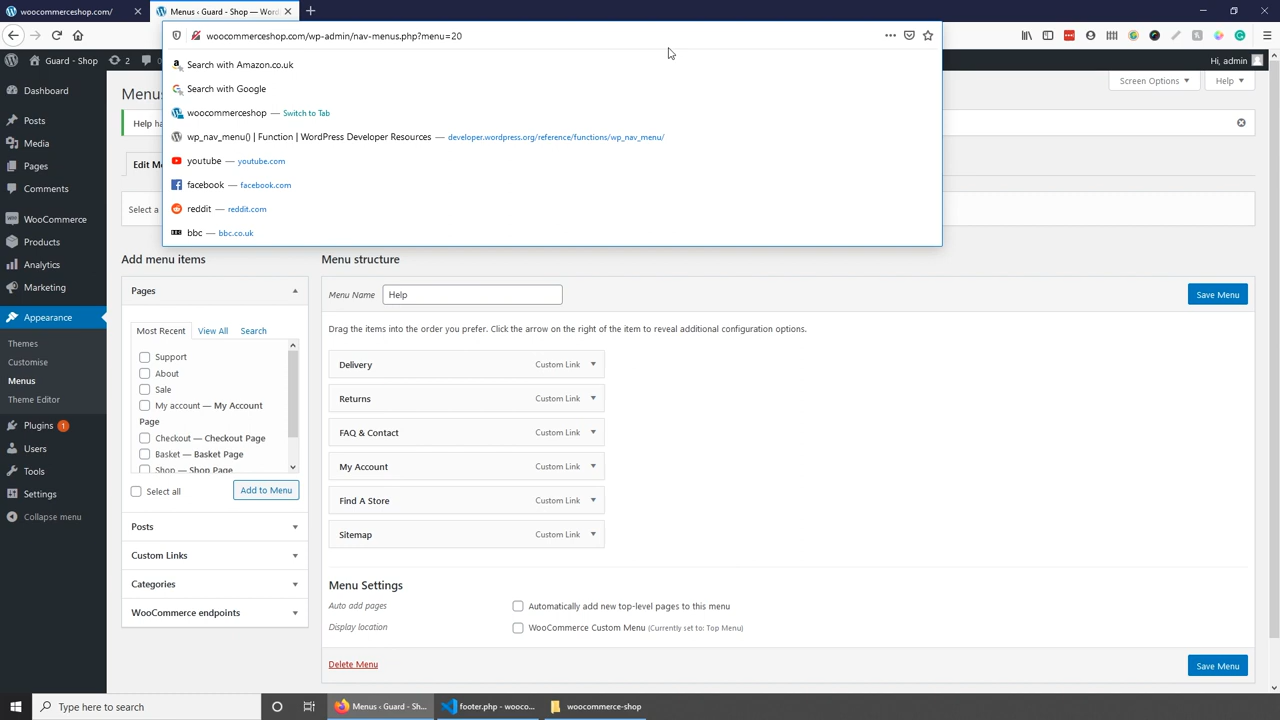 woocommerceshop.com/
Menus ‹ Guard - Shop — Word
woocommerceshop.com/wp-admin/nav-menus.php?menu=20
Search with Amazon.co.uk
Search with Google
woocommerceshop — Switch to Tab
wp_nav_menu() | Function | WordPress Developer Resources — developer.wordpress.org/reference/functions/wp_nav_menu/
youtube — youtube.com
facebook — facebook.com
reddit — reddit.com
bbc — bbc.co.uk
Guard - Shop
2
0
Hi, admin
Screen Options
Help
Menus
Help ha
Edit Me
Select a
Dashboard
Posts
Media
Pages
Comments
WooCommerce
Products
Analytics
Marketing
Appearance
Themes
Customise
Menus
Theme Editor
Plugins 1
Users
Tools
Settings
Collapse menu
Add menu items
Pages
Most Recent
View All
Search
Support
About
Sale
My account — My Account
Page
Checkout — Checkout Page
Basket — Basket Page
Shop — Shop Page
Select all
Add to Menu
Posts
Custom Links
Categories
WooCommerce endpoints
Menu structure
Menu Name
Help
Save Menu
Drag the items into the order you prefer. Click the arrow on the right of the item to reveal additional configuration options.
Delivery Custom Link
Returns Custom Link
FAQ & Contact Custom Link
My Account Custom Link
Find A Store Custom Link
Sitemap Custom Link
Menu Settings
Auto add pages
Automatically add new top-level pages to this menu
Display location
WooCommerce Custom Menu (Currently set to: Top Menu)
Delete Menu
Save Menu
Type here to search
Menus ‹ Guard - Sh...
footer.php - wooco...
woocommerce-shop